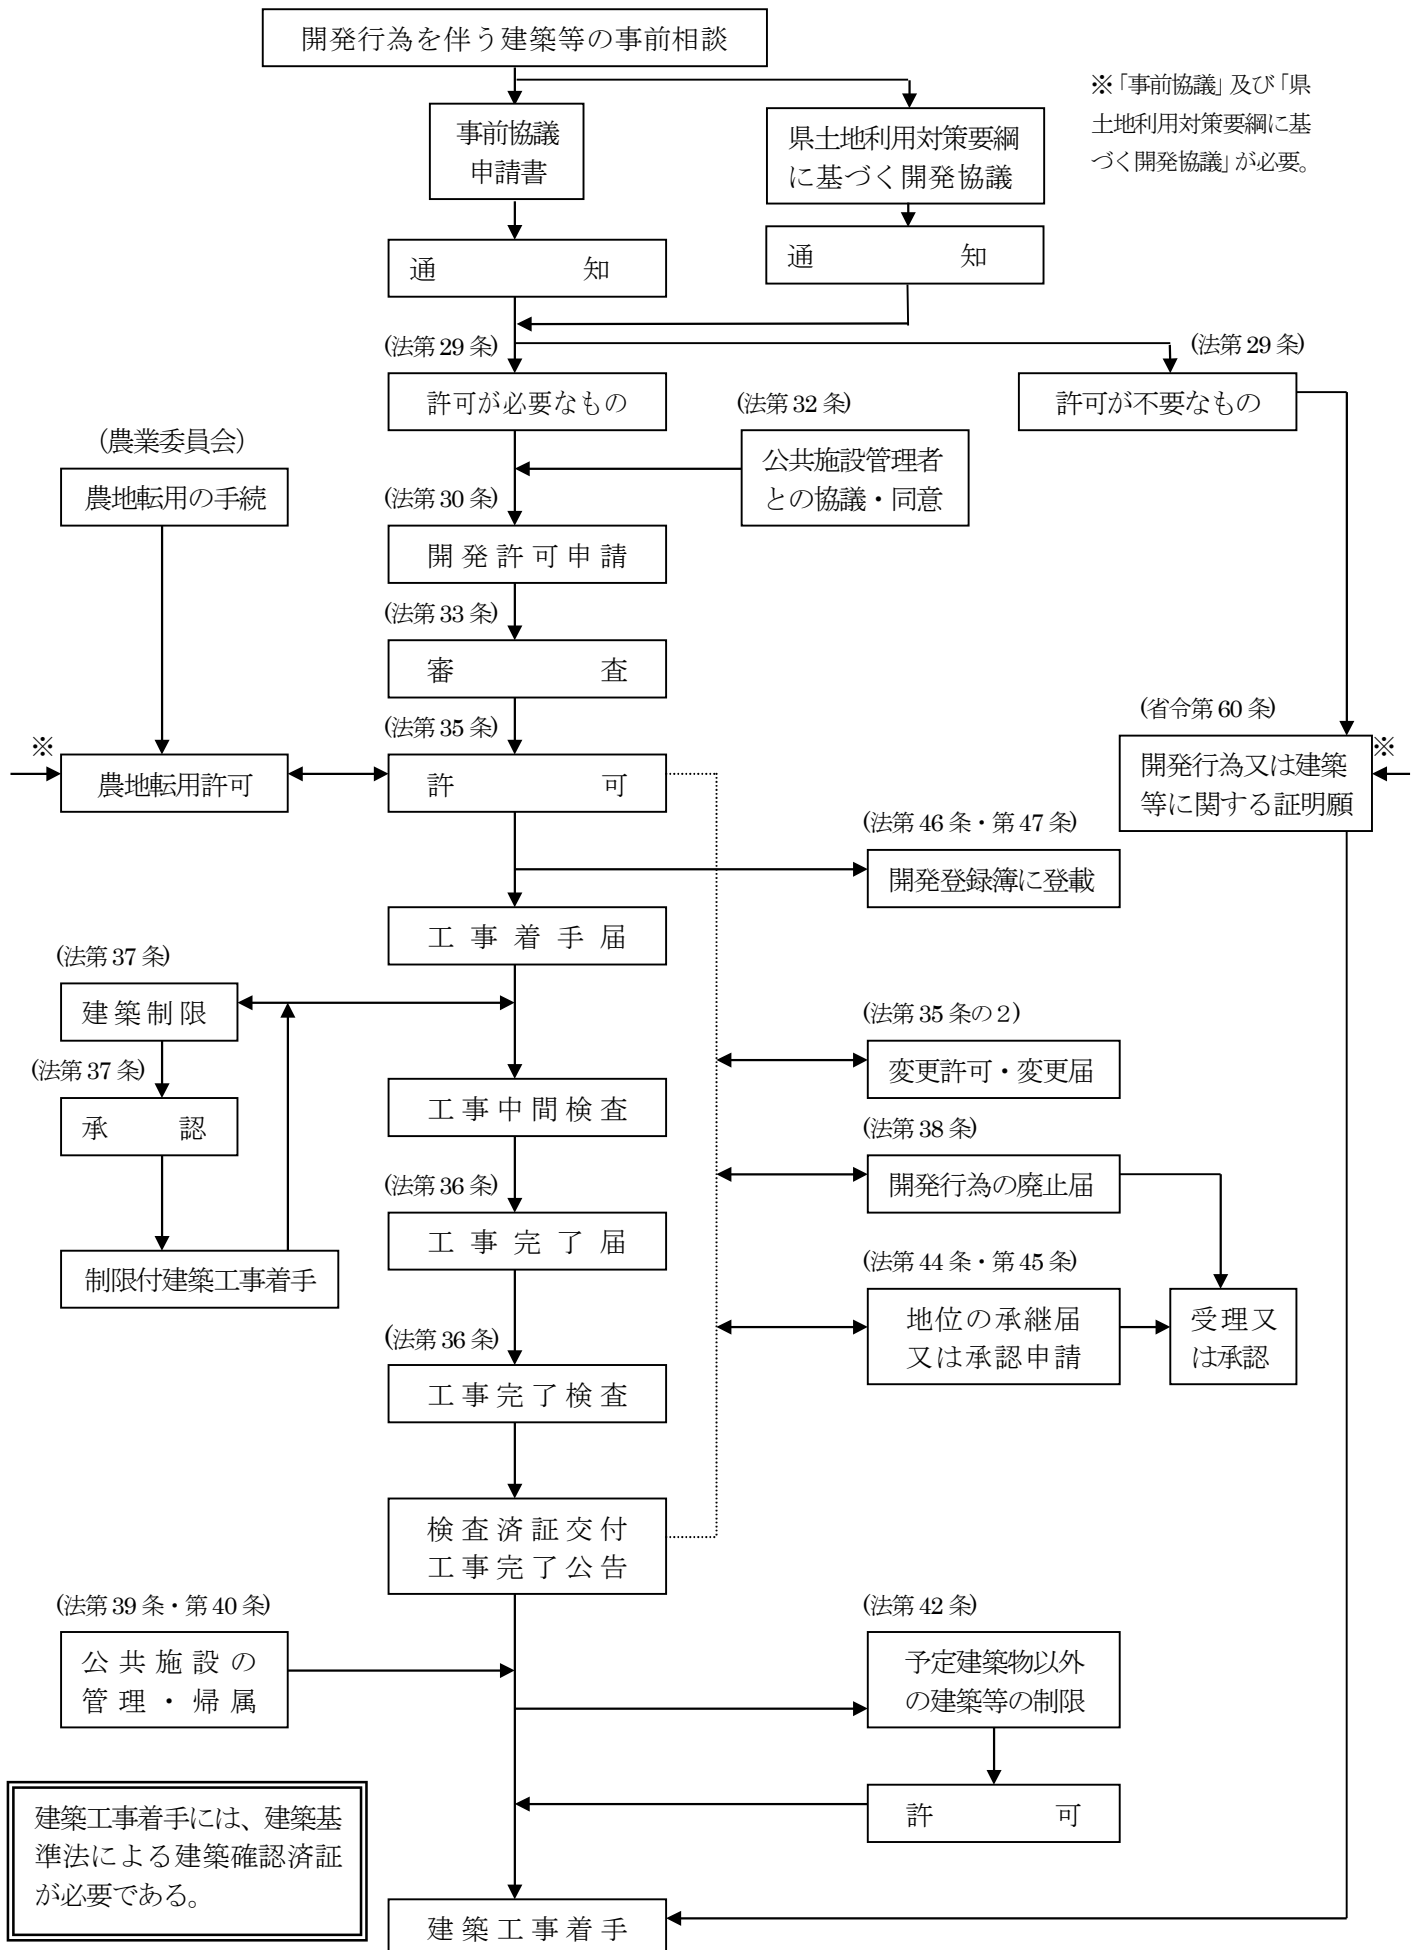 開発行為を伴う建築等の事前相談
※「事前協議」及び「県
土地利用対策要綱に基
づく開発協議」が必要。
事前協議
申請書
県土地利用対策要綱
に基づく開発協議
通　知
通　知
(法第29条)
(法第29条)
許可が必要なもの
許可が不要なもの
(法第32条)
公共施設管理者
との協議・同意
(農業委員会)
農地転用の手続
(法第30条)
開発許可申請
(法第33条)
審　査
(法第35条)
(省令第60条)
※
農地転用許可
許　可
※
開発行為又は建築
等に関する証明願
(法第46条・第47条)
開発登録簿に登載
工事着手届
(法第37条)
建築制限
(法第35条の2)
変更許可・変更届
(法第37条)
承　認
工事中間検査
(法第38条)
開発行為の廃止届
(法第36条)
工事完了届
制限付建築工事着手
(法第44条・第45条)
地位の承継届
又は承認申請
受理又
は承認
(法第36条)
工事完了検査
検査済証交付
工事完了公告
(法第39条・第40条)
公共施設の
管理・帰属
(法第42条)
予定建築物以外
の建築等の制限
許　可
建築工事着手には、建築基
準法による建築確認済証
が必要である。
建築工事着手